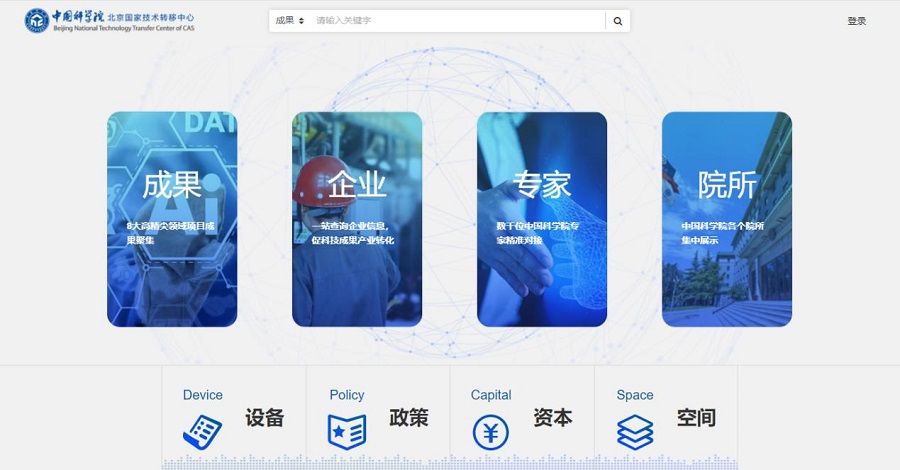 中国科学院 北京国家技术转移中心
Beijing National Technology Transfer Center of CAS
成果
请输入关键字
登录
DAT
Ai
成果
8大高精尖领域项目成
果聚集
企业
一站查询企业信息,
促科技成果产业转化
专家
数千位中国科学院专
家精准对接
院所
中国科学院各个院所
集中展示
Device
设备
Policy
政策
Capital
¥
资本
Space
空间